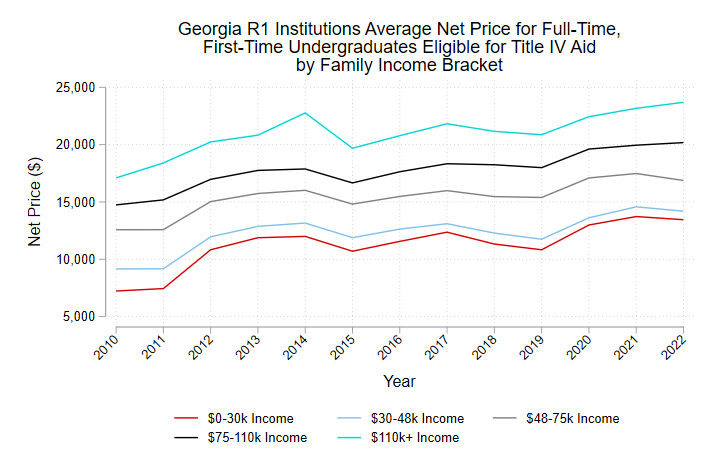 Georgia R1 Institutions Average Net Price for Full-Time,
First-Time Undergraduates Eligible for Title IV Aid
by Family Income Bracket
25,000
20,000
15,000
10,000
5,000
Net Price ($)
2010 2011 2012 2013 2014 2015 2016 2017 2018 2019 2020 2021 2022
Year
$0-30k Income $30-48k Income $48-75k Income
$75-110k Income $110k+ Income